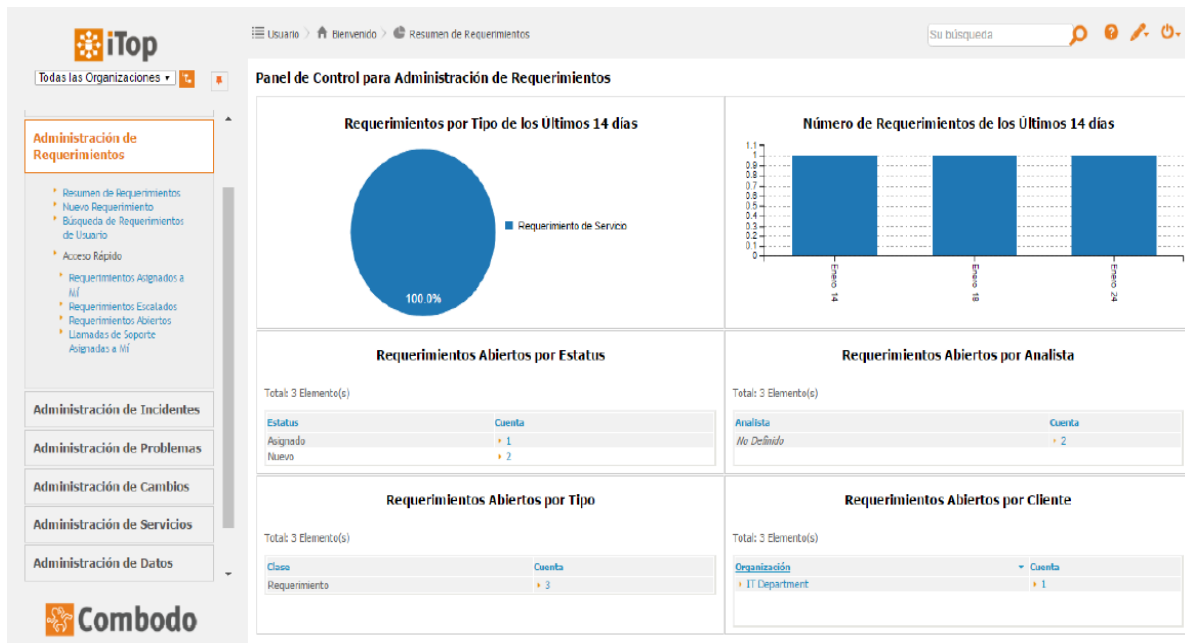 iTop
Todas las Organizaciones
Usuario > Bienvenido > Resumen de Requerimientos
Su búsqueda
Administración de
Requerimientos
Resumen de Requerimientos
Nuevo Requerimiento
Búsqueda de Requerimientos
de Usuario
Acceso Rápido
Requerimientos Asignados a
Mí
Requerimientos Escalados
Requerimientos Abiertos
Llamadas de Soporte
Asignadas a Mí
Administración de Incidentes
Administración de Problemas
Administración de Cambios
Administración de Servicios
Administración de Datos
Combodo
Panel de Control para Administración de Requerimientos
Requerimientos por Tipo de los Últimos 14 días
Requerimiento de Servicio
100.0%
Número de Requerimientos de los Últimos 14 días
1.1
1
0.9
0.8
0.7
0.6
0.5
0.4
0.3
0.2
0.1
0
Enero 14
Enero 18
Enero 24
Requerimientos Abiertos por Estatus
Total: 3 Elemento(s)
Estatus Cuenta
Asignado 1
Nuevo 2
Requerimientos Abiertos por Analista
Total: 3 Elemento(s)
Analista Cuenta
No Definido 2
Requerimientos Abiertos por Tipo
Total: 3 Elemento(s)
Clase Cuenta
Requerimiento 3
Requerimientos Abiertos por Cliente
Total: 3 Elemento(s)
Organización Cuenta
IT Department 1